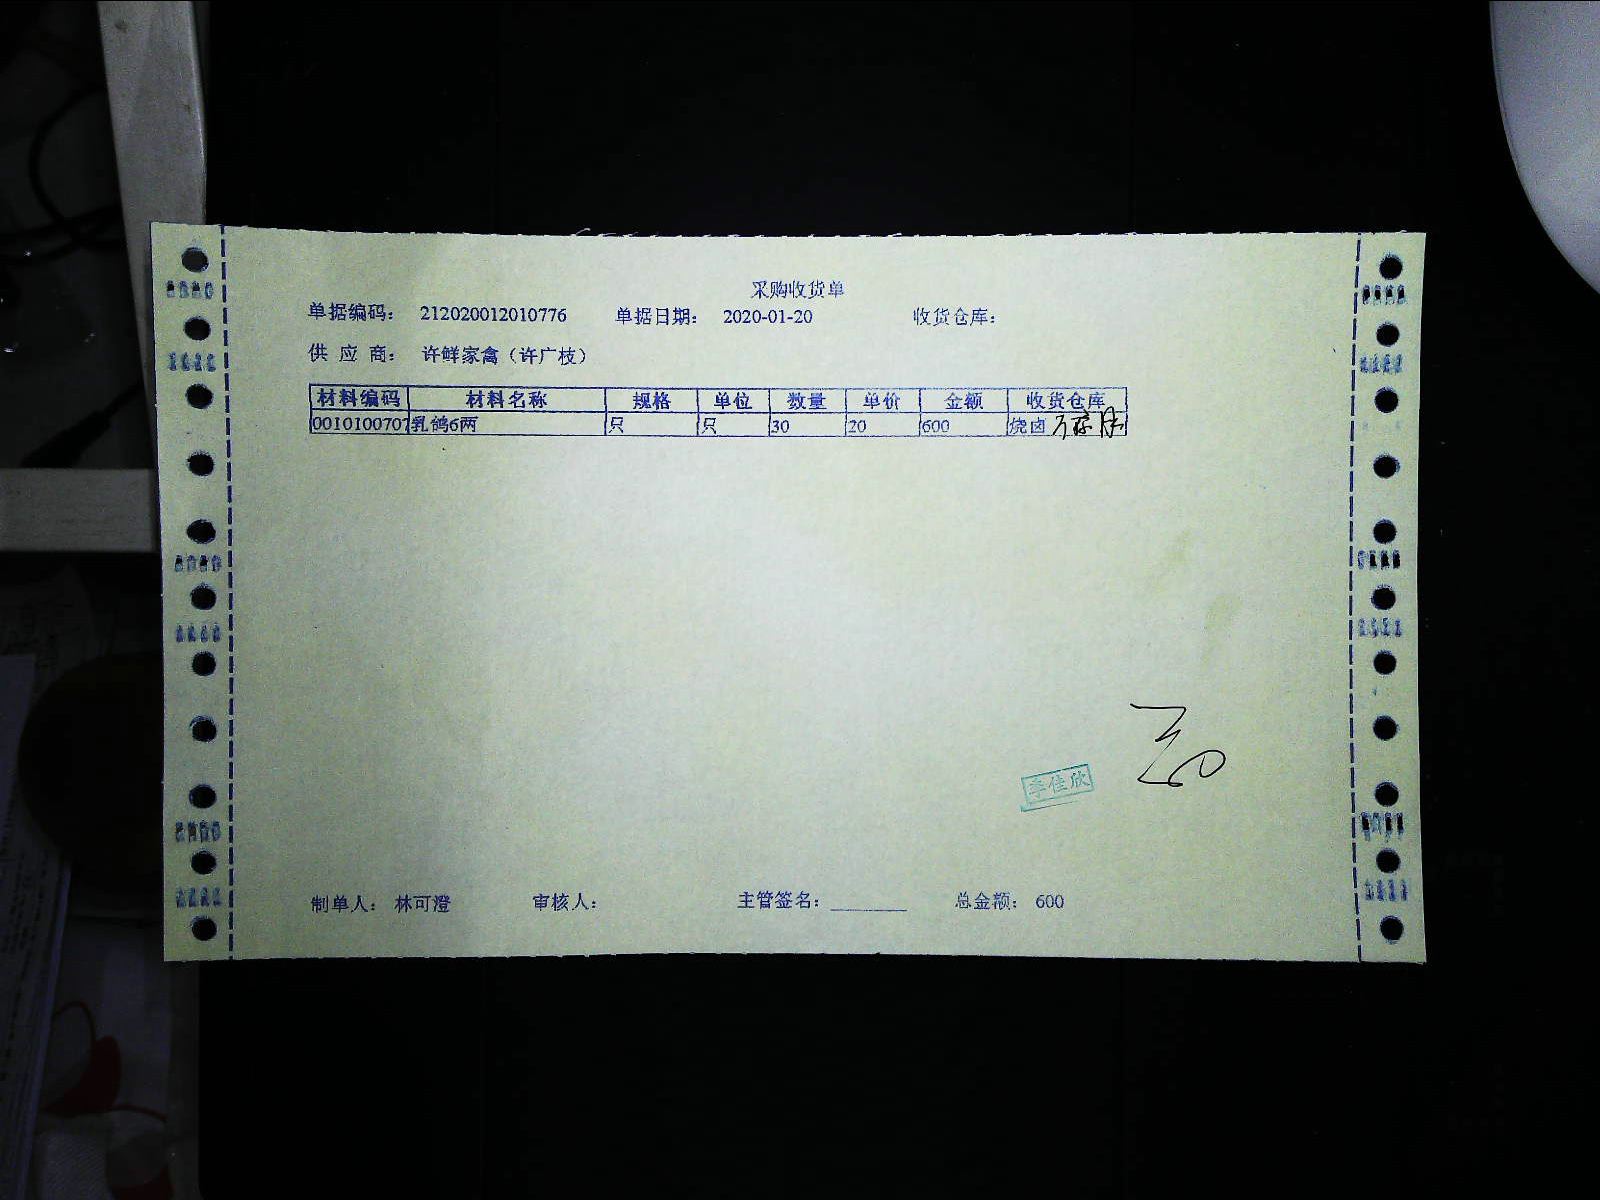 采购收货单
单据编码： 212020012010776 单据日期： 2020-01-20 收货仓库：
供 应 商： 许鲜家禽（许广枝）
材料编码 材料名称 规格 单位 数量 单价 金额 收货仓库
0010100707 乳鸽6两 只 只 30 20 600 烧卤
李佳欣
制单人： 林可澄 审核人： 主管签名： 总金额： 600